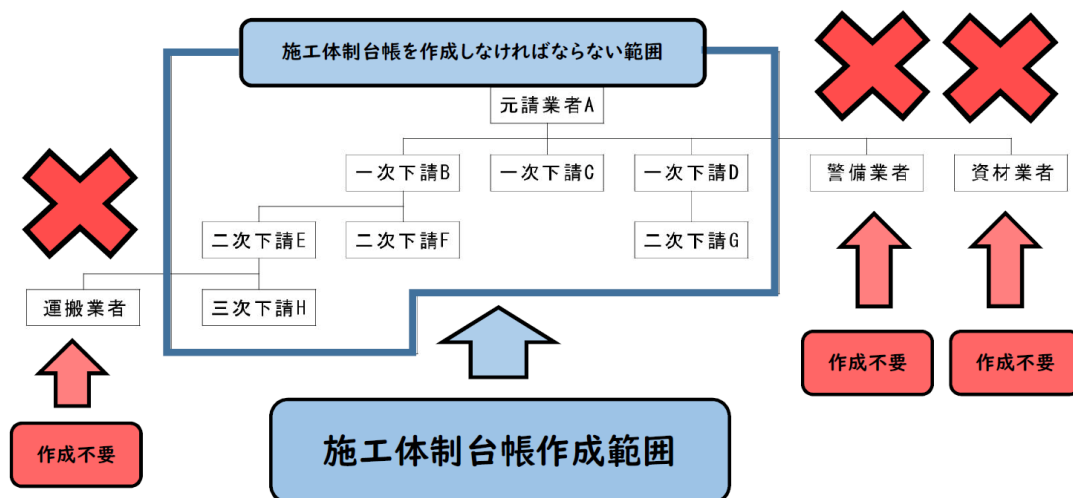 施工体制台帳を作成しなければならない範囲
元請業者A
一次下請B
一次下請C
一次下請D
警備業者
資材業者
二次下請E
二次下請F
二次下請G
運搬業者
三次下請H
作成不要
作成不要
作成不要
施工体制台帳作成範囲